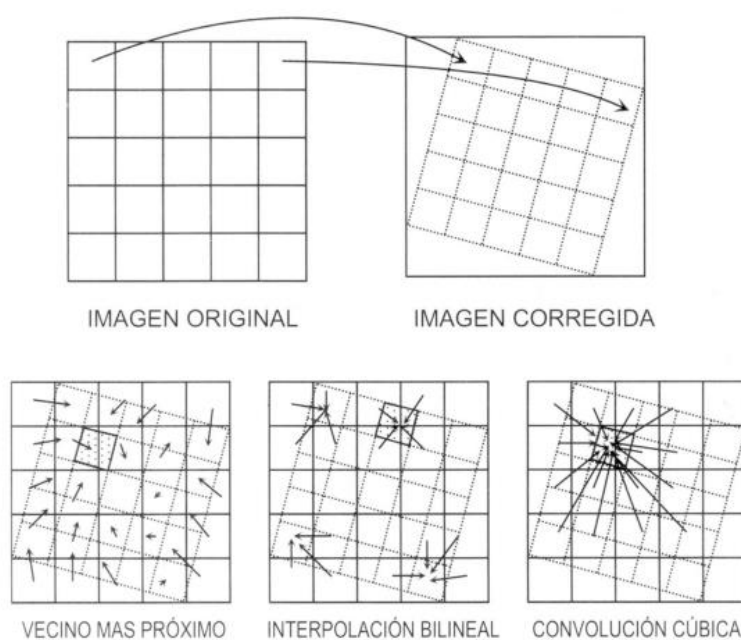 IMAGEN ORIGINAL
IMAGEN CORREGIDA
VECINO MAS PRÓXIMO
INTERPOLACIÓN BILINEAL
CONVOLUCIÓN CÚBICA